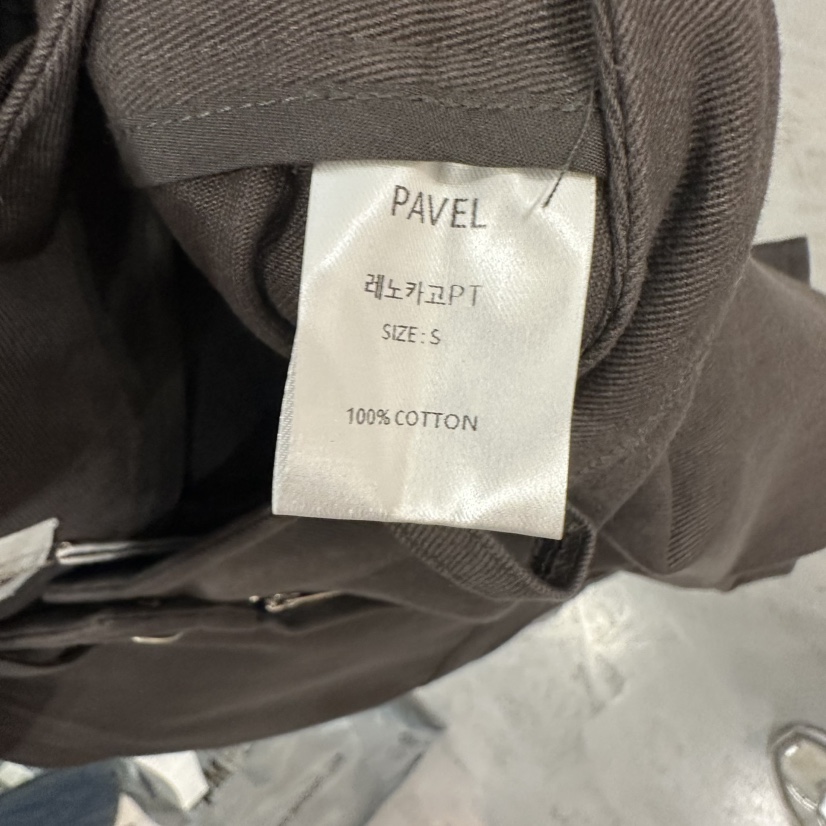 PAVEL
레노카고PT
SIZE : S
100% COTTON